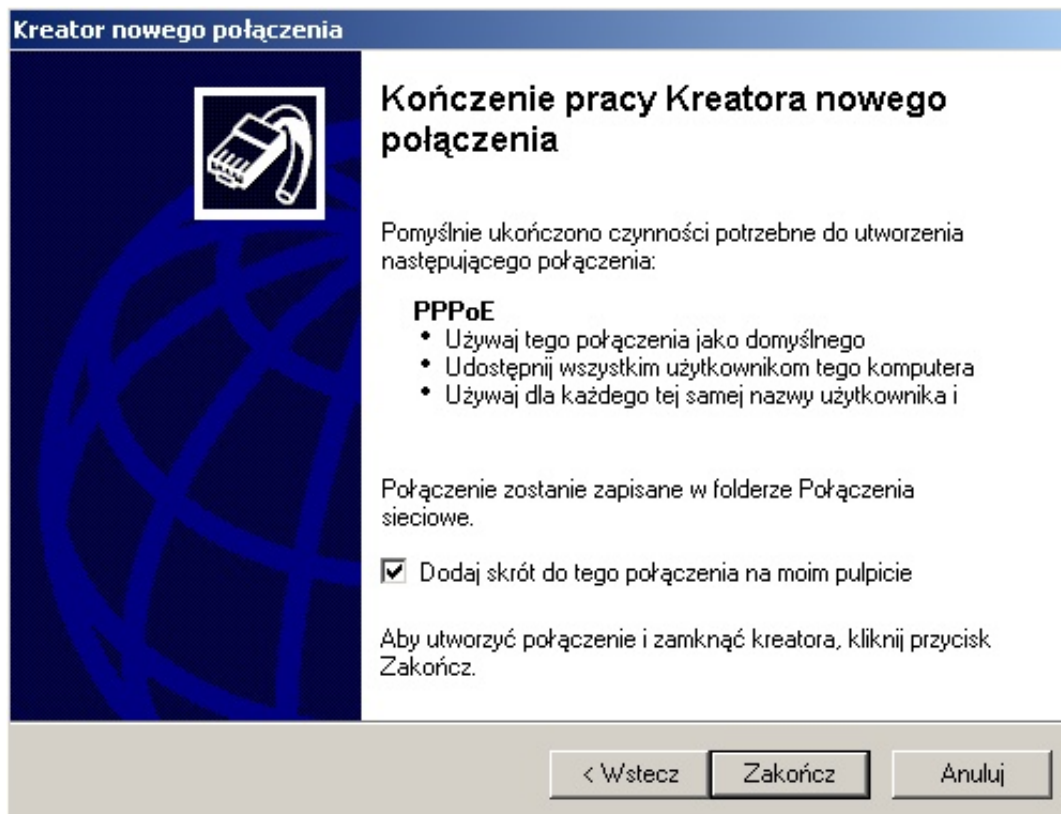 Kreator nowego połączenia
Kończenie pracy Kreatora nowego
połączenia
Pomyślnie ukończono czynności potrzebne do utworzenia
następującego połączenia:
PPPoE
• Używaj tego połączenia jako domyślnego
• Udostępnij wszystkim użytkownikom tego komputera
• Używaj dla każdego tej samej nazwy użytkownika i
Połączenie zostanie zapisane w folderze Połączenia
sieciowe.
Dodaj skrót do tego połączenia na moim pulpicie
Aby utworzyć połączenie i zamknąć kreatora, kliknij przycisk
Zakończ.
< Wstecz Zakończ Anuluj